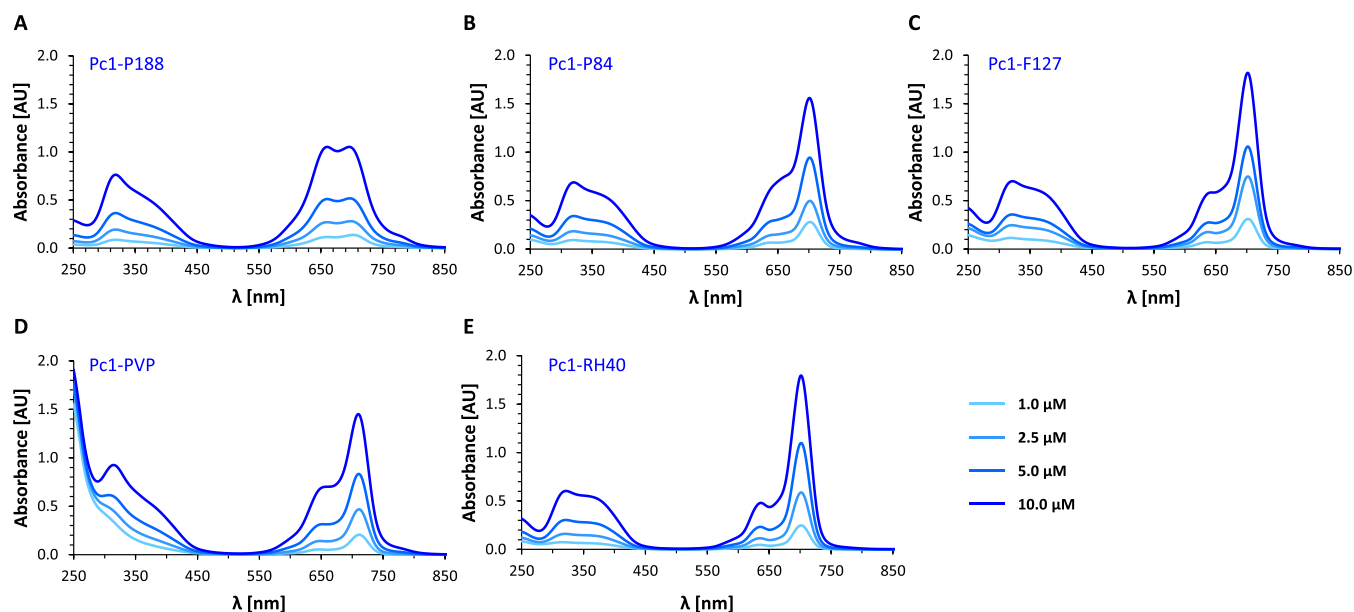 A
Pc1-P188
Absorbance [AU]
2.0
1.5
1.0
0.5
0.0
250 350 450 550 650 750 850
λ [nm]
B
Pc1-P84
Absorbance [AU]
2.0
1.5
1.0
0.5
0.0
250 350 450 550 650 750 850
λ [nm]
C
Pc1-F127
Absorbance [AU]
2.0
1.5
1.0
0.5
0.0
250 350 450 550 650 750 850
λ [nm]
D
Pc1-PVP
Absorbance [AU]
2.0
1.5
1.0
0.5
0.0
250 350 450 550 650 750 850
λ [nm]
E
Pc1-RH40
Absorbance [AU]
2.0
1.5
1.0
0.5
0.0
250 350 450 550 650 750 850
λ [nm]
1.0 μM
2.5 μM
5.0 μM
10.0 μM